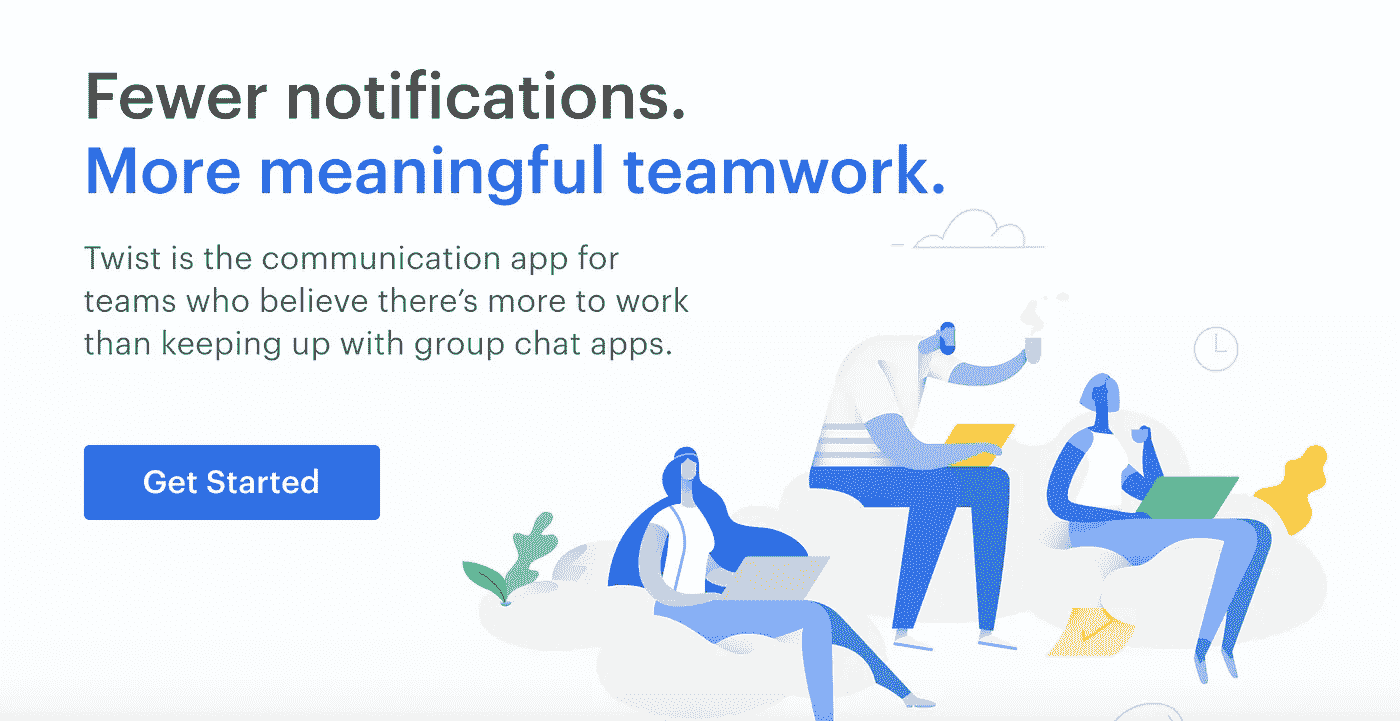 Fewer notifications.
More meaningful teamwork.
Twist is the communication app for
teams who believe there’s more to work
than keeping up with group chat apps.
Get Started